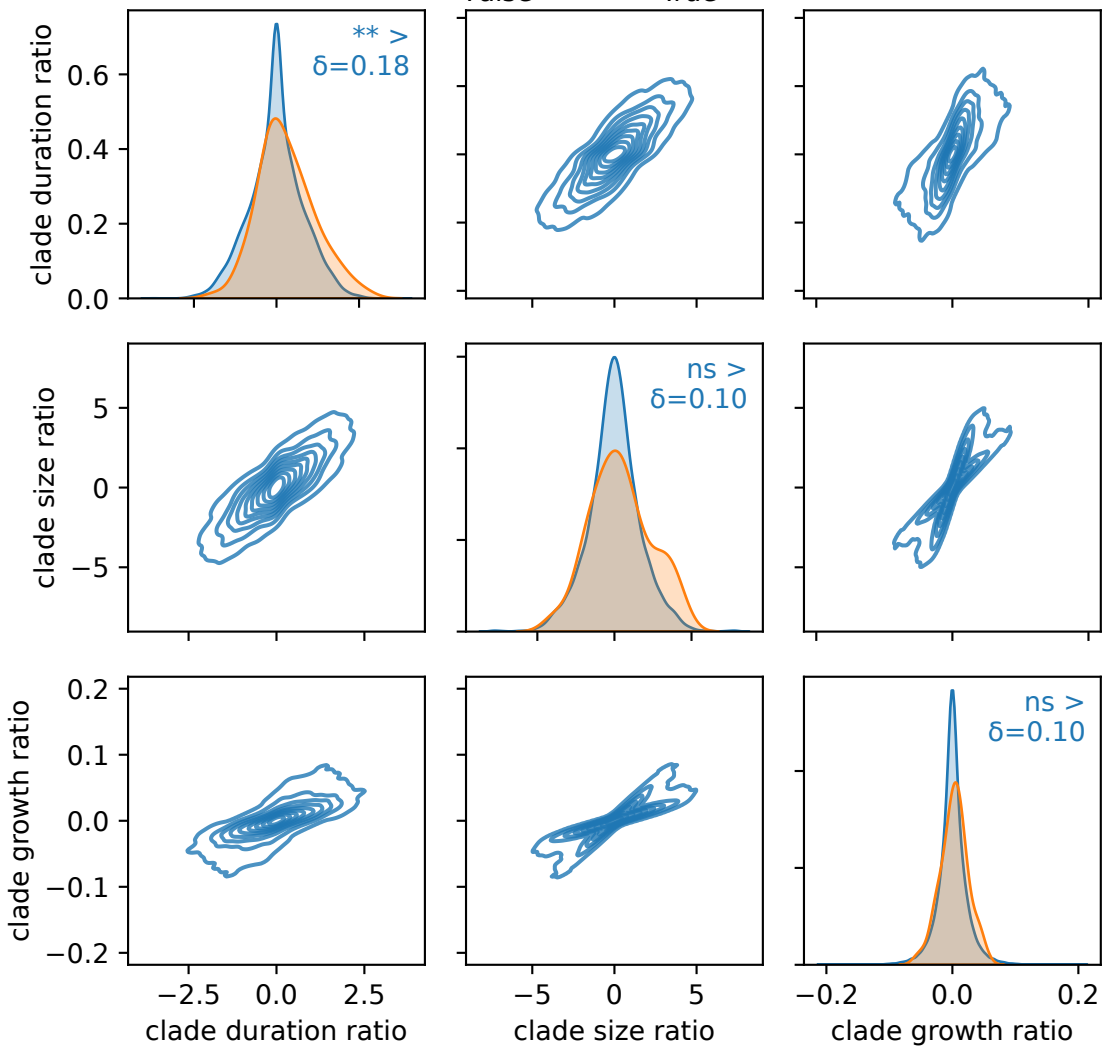 ** >
δ=0.18
clade duration ratio
0.6
0.4
0.2
0.0
ns >
δ=0.10
clade size ratio
5
0
−5
ns >
δ=0.10
clade growth ratio
0.2
0.1
0.0
−0.1
−0.2
−2.5 0.0 2.5
−5 0 5
−0.2 0.0 0.2
clade duration ratio
clade size ratio
clade growth ratio